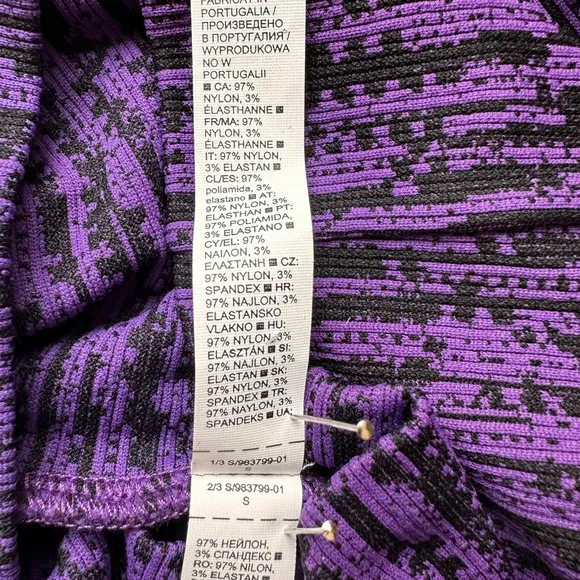 FABRICAT ÎN
PORTUGALIA /
ПРОИЗВЕДЕНО
В ПОРТУГАЛИЯ /
WYPRODUKOWA
NO W
PORTUGALII
CA: 97%
NYLON, 3%
ÉLASTHANNE
FR/MA: 97%
NYLON, 3%
ÉLASTHANNE
IT: 97% NYLON,
3% ELASTAN
CL/ES: 97%
poliamida, 3%
elastano AT:
97% NYLON, 3%
ELASTHAN PT:
97% POLIAMIDA,
3% ELASTANO
CY/EL: 97%
ΝΑΙΛΟΝ, 3%
ΕΛΑΣΤΑΝΗ CZ:
97% NYLON, 3%
SPANDEX HR:
97% NAJLON, 3%
ELASTANSKO
VLAKNO HU:
97% NYLON, 3%
ELASZTÁN SI:
97% NAJLON, 3%
ELASTAN SK:
97% NYLON, 3%
SPANDEX TR:
97% NAYLON, 3%
SPANDEKS UA:
1/3 S/983799-01
S
2/3 S/983799-01
S
97% НЕЙЛОН,
3% СПАНДЕКС
RO: 97% NILON,
3% ELASTAN